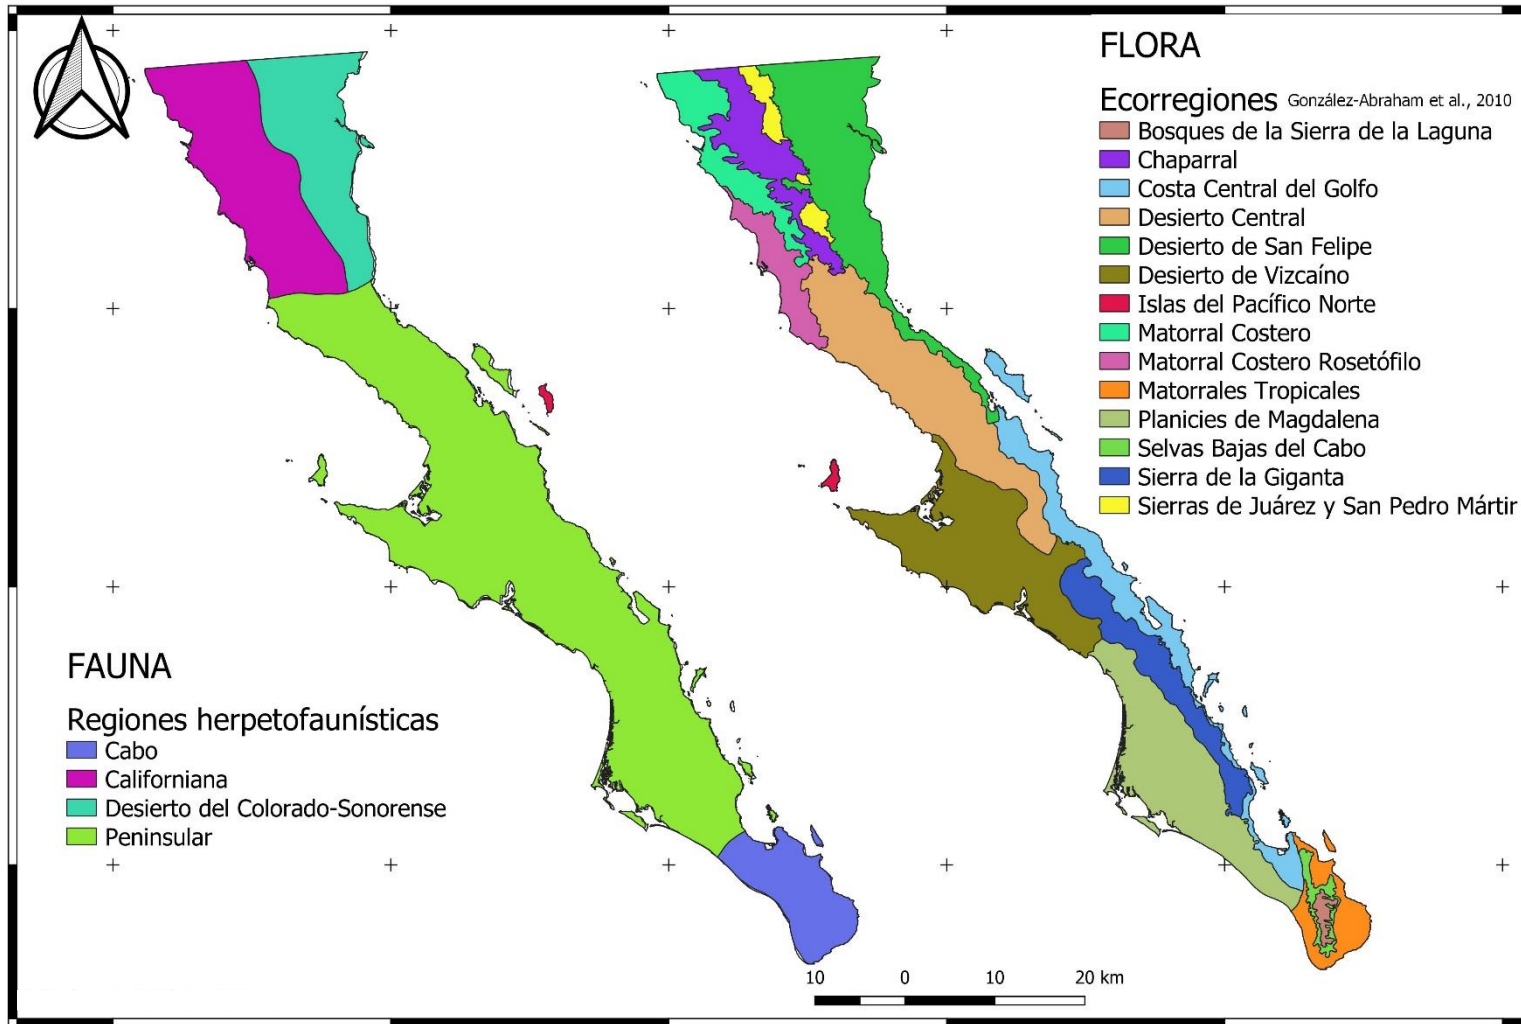 FLORA
Ecorregiones González-Abraham et al., 2010
Bosques de la Sierra de la Laguna
Chaparral
Costa Central del Golfo
Desierto Central
Desierto de San Felipe
Desierto de Vizcaíno
Islas del Pacífico Norte
Matorral Costero
Matorral Costero Rosetófilo
Matorrales Tropicales
Planicies de Magdalena
Selvas Bajas del Cabo
Sierra de la Giganta
Sierras de Juárez y San Pedro Mártir
FAUNA
Regiones herpetofaunísticas
Cabo
Californiana
Desierto del Colorado-Sonorense
Peninsular
10 0 10 20 km